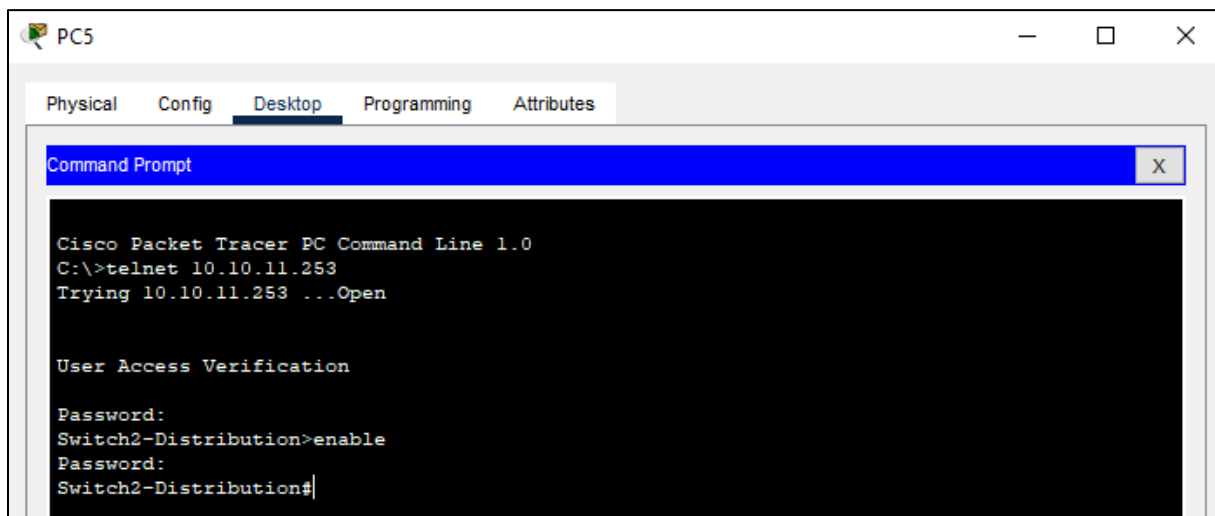 PC5
Physical Config Desktop Programming Attributes
Command Prompt
X
Cisco Packet Tracer PC Command Line 1.0
C:\>telnet 10.10.11.253
Trying 10.10.11.253 ...Open
User Access Verification
Password:
Switch2-Distribution>enable
Password:
Switch2-Distribution#